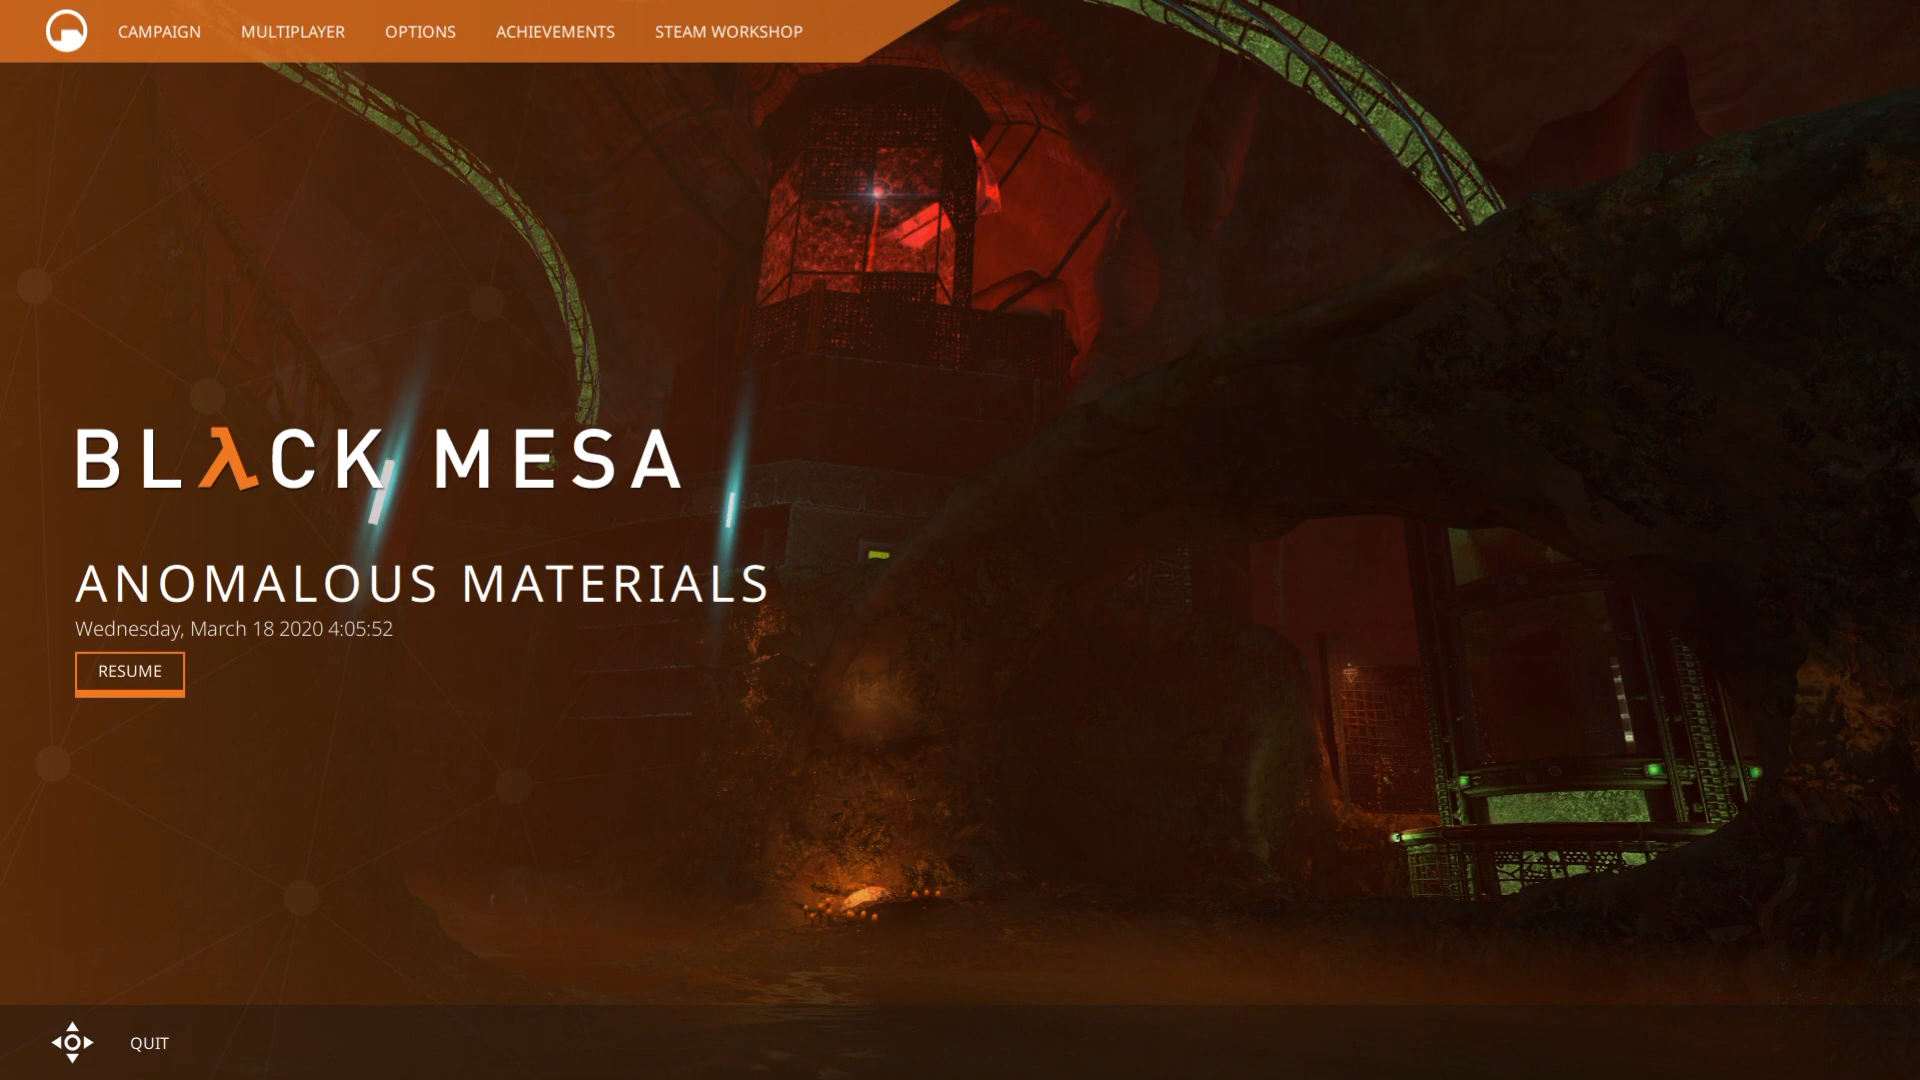 CAMPAIGN MULTIPLAYER OPTIONS ACHIEVEMENTS STEAM WORKSHOP
BLλCK MESA
ANOMALOUS MATERIALS
Wednesday, March 18 2020 4:05:52
RESUME
QUIT